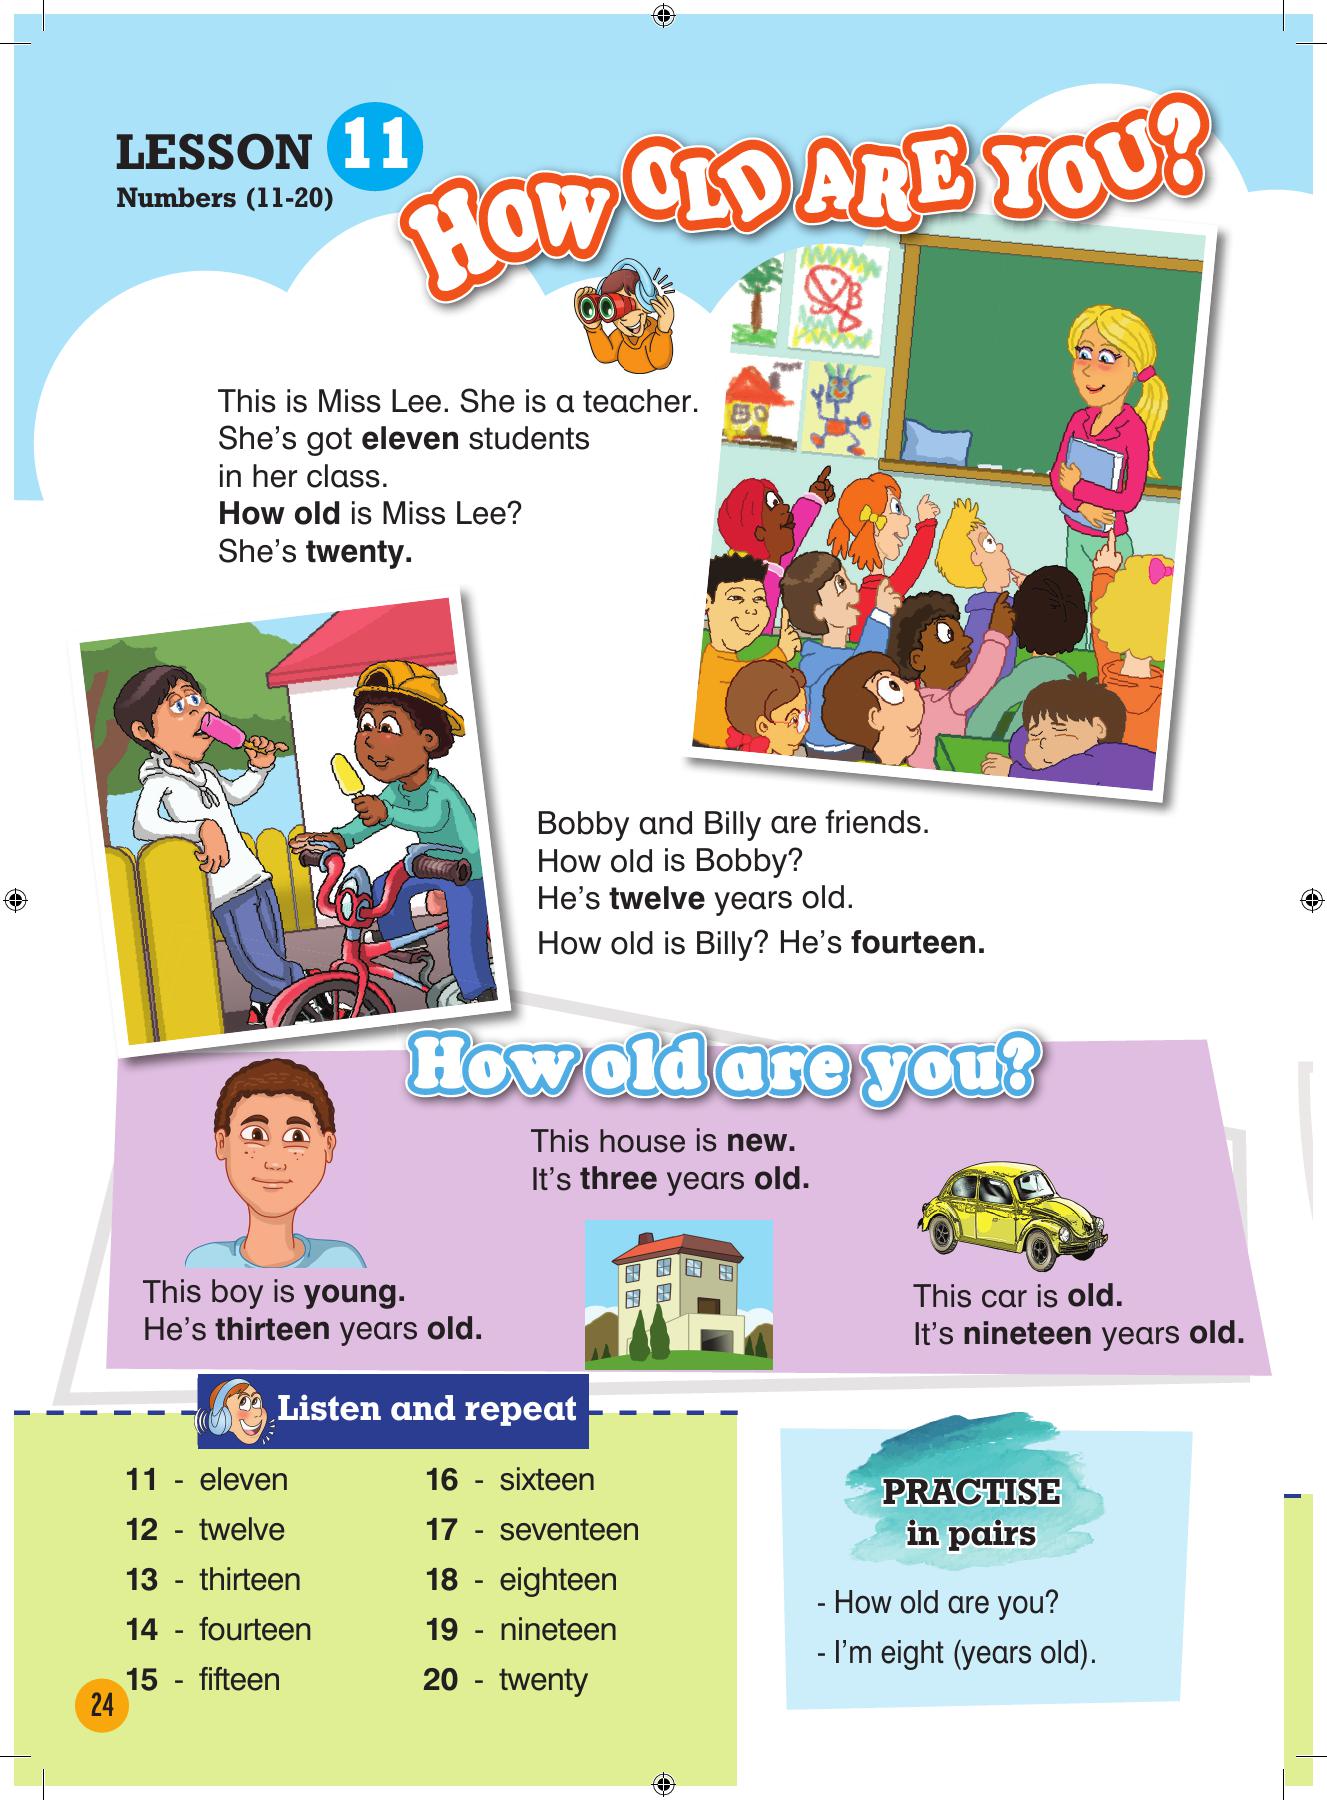 LESSON 11
Numbers (11-20)
HOW OLD ARE YOU?
This is Miss Lee. She is a teacher.
She's got eleven students
in her class.
How old is Miss Lee?
She's twenty.
Bobby and Billy are friends.
How old is Bobby?
He's twelve years old.
How old is Billy? He's fourteen.
How old are you?
This boy is young.
He's thirteen years old.
This house is new.
It's three years old.
This car is old.
It's nineteen years old.
Listen and repeat
11 - eleven
12 - twelve
13 - thirteen
14 - fourteen
15 - fifteen
16 - sixteen
17 - seventeen
18 - eighteen
19 - nineteen
20 - twenty
PRACTISE
in pairs
- How old are you?
- I'm eight (years old).
24